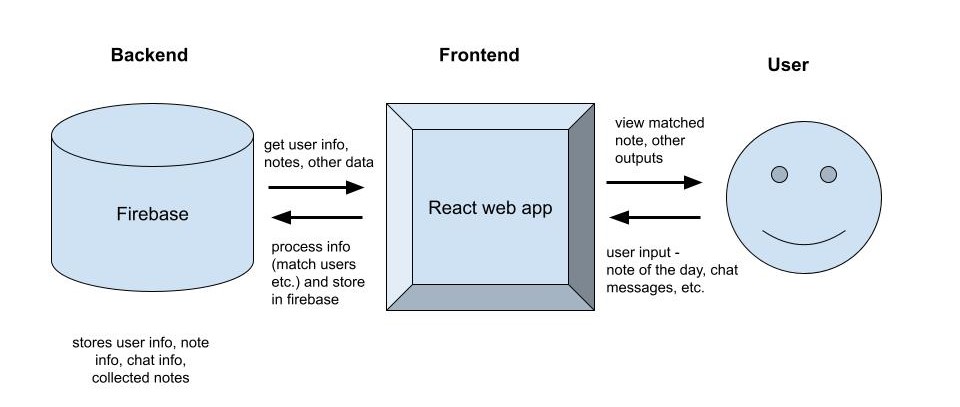 Backend
Frontend
User
get user info,
notes, other data
Firebase
process info
(match users
etc.) and store
in firebase
stores user info, note
info, chat info,
collected notes
React web app
view matched
note, other
outputs
user input -
note of the day, chat
messages, etc.